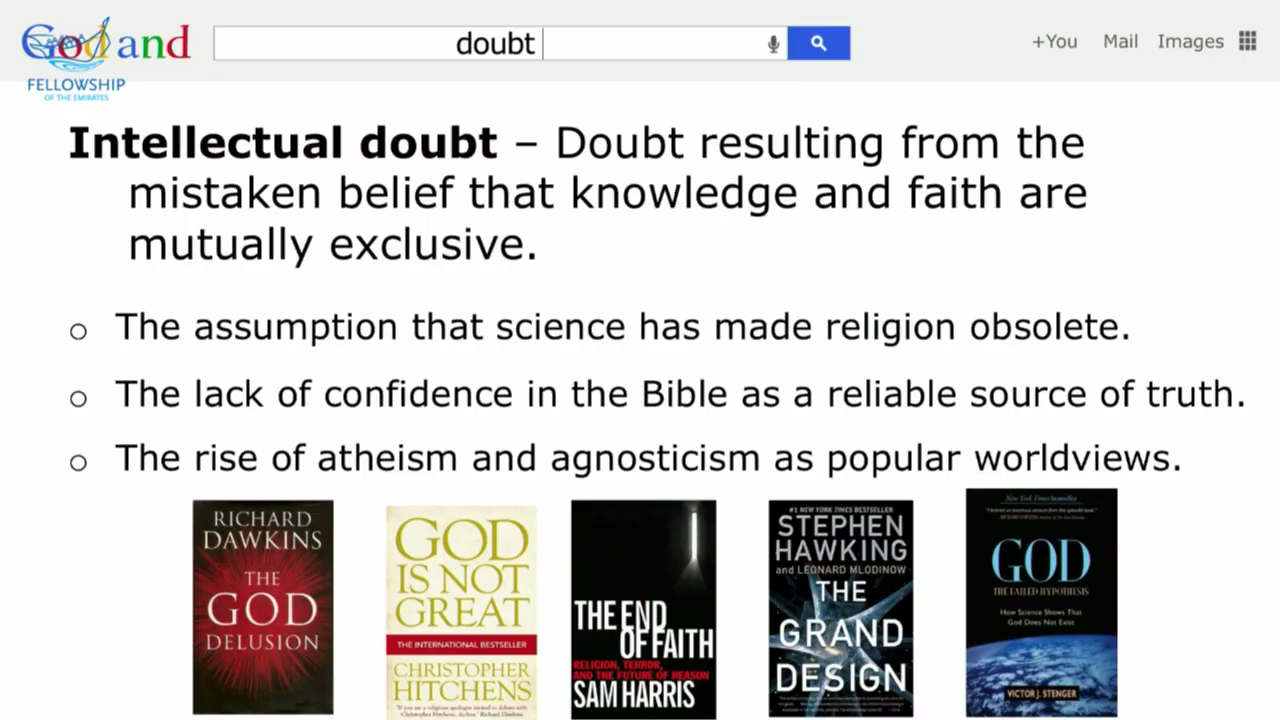 God and
doubt
+You Mail Images
FELLOWSHIP
OF THE EMIRATES
Intellectual doubt – Doubt resulting from the
mistaken belief that knowledge and faith are
mutually exclusive.
o The assumption that science has made religion obsolete.
o The lack of confidence in the Bible as a reliable source of truth.
o The rise of atheism and agnosticism as popular worldviews.
RICHARD
DAWKINS
THE
GOD
DELUSION
GOD
IS NOT
GREAT
THE INTERNATIONAL BESTSELLER
CHRISTOPHER
HITCHENS
THE END
OF FAITH
RELIGION, TERROR,
AND THE FUTURE OF REASON
SAM HARRIS
#1 NEW YORK TIMES BESTSELLER
STEPHEN
HAWKING
and LEONARD MLODINOW
THE
GRAND
DESIGN
New York Times bestseller
GOD
THE FAILED HYPOTHESIS
How Science Shows That
God Does Not Exist
VICTOR J. STENGER